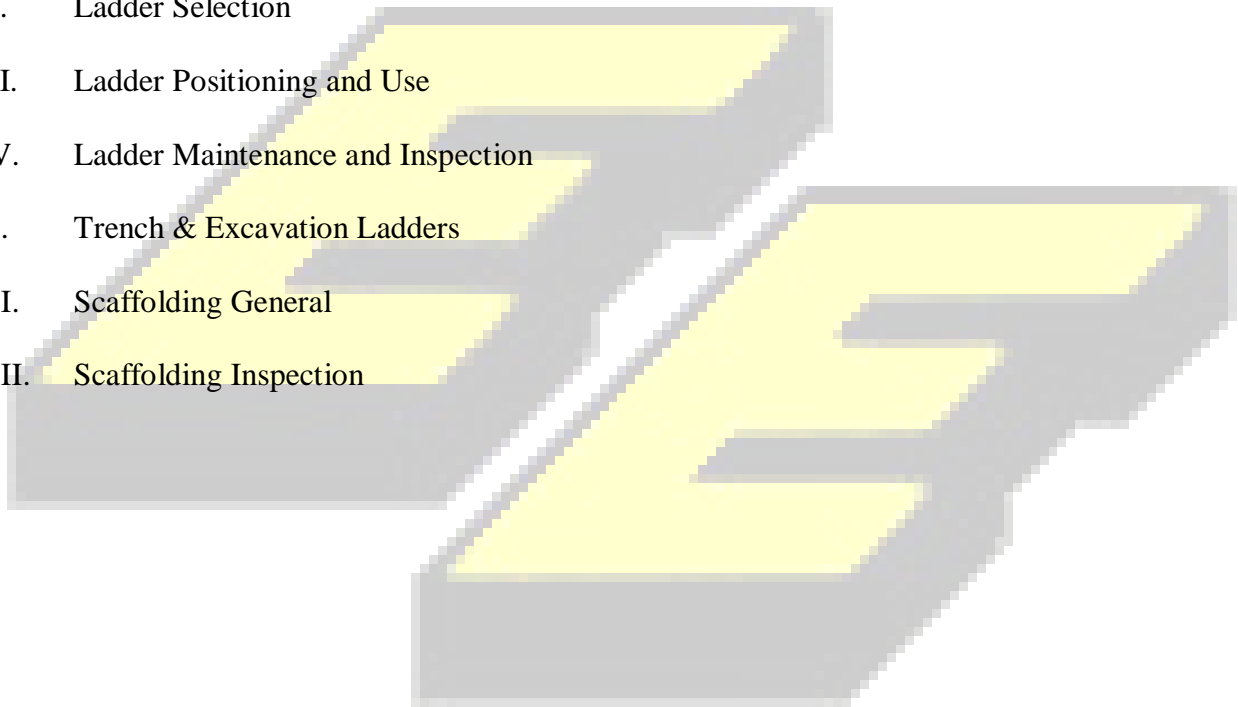 . Ladder Selection
I. Ladder Positioning and Use
V. Ladder Maintenance and Inspection
. Trench & Excavation Ladders
I. Scaffolding General
II. Scaffolding Inspection
E E